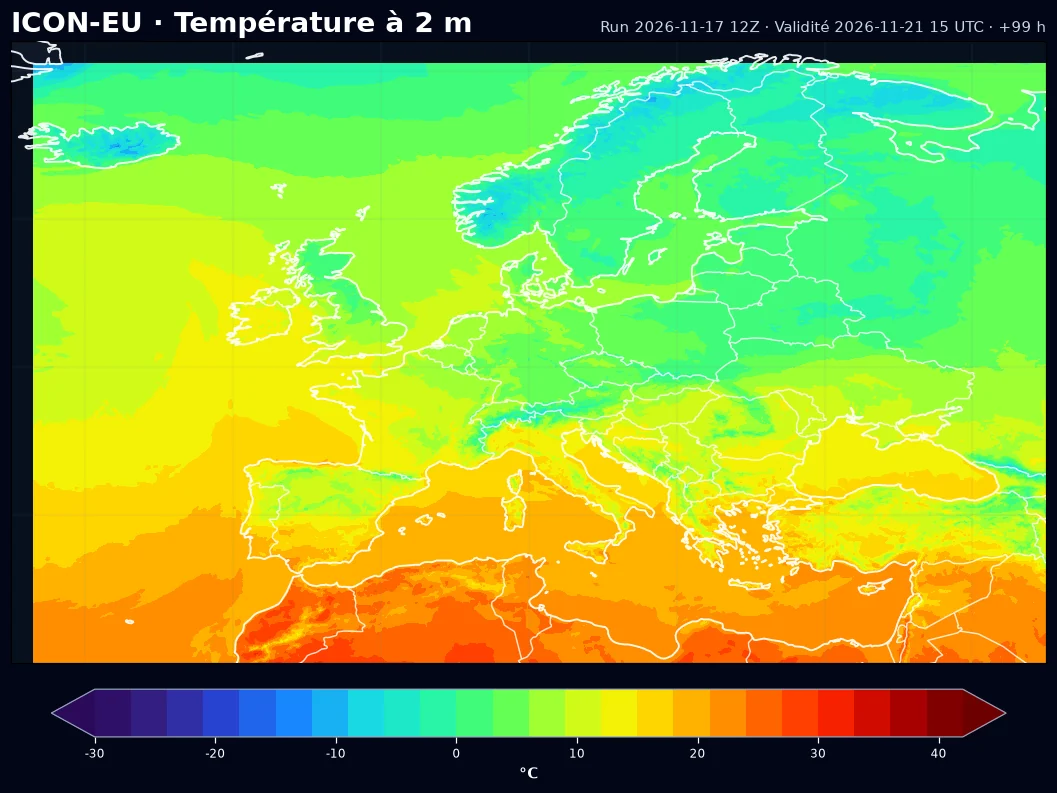 ICON-EU · Température à 2 m
Run 2026-11-17 12Z · Validité 2026-11-21 15 UTC · +99 h
-30 -20 -10 0 10 20 30 40
°C